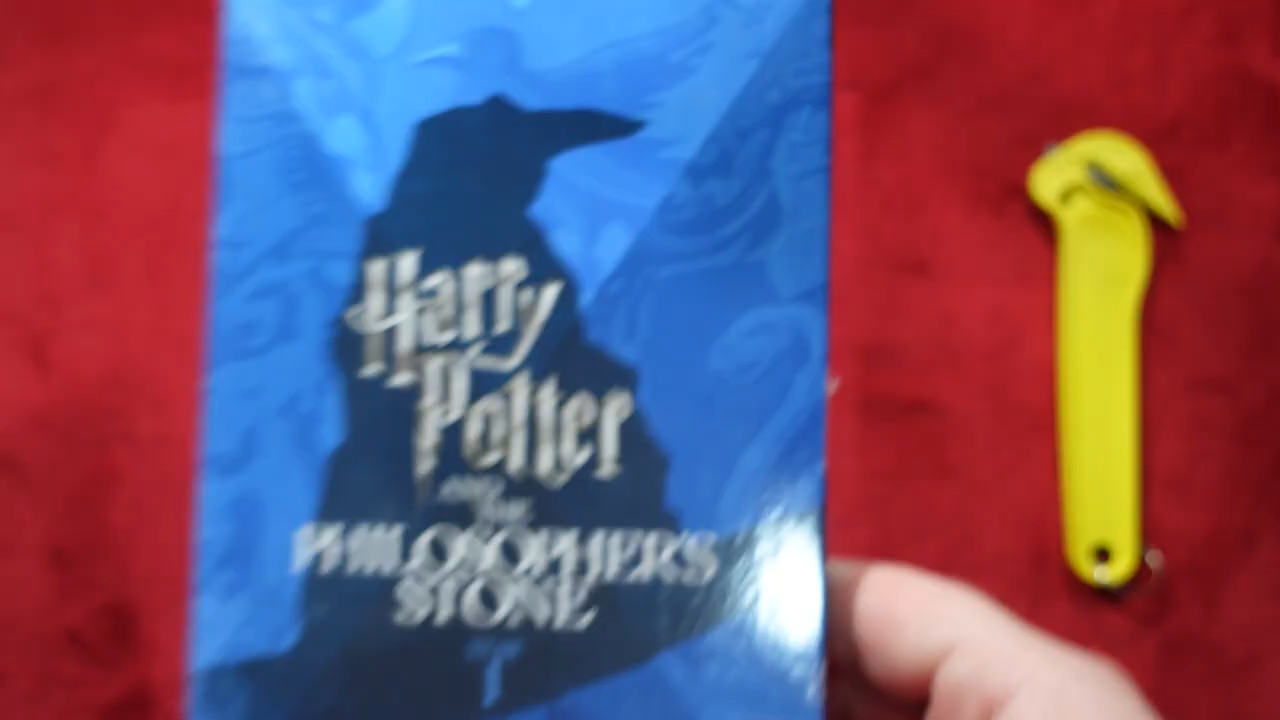 Harry
Potter
AND
THE
PHILOSOPHER'S
STONE